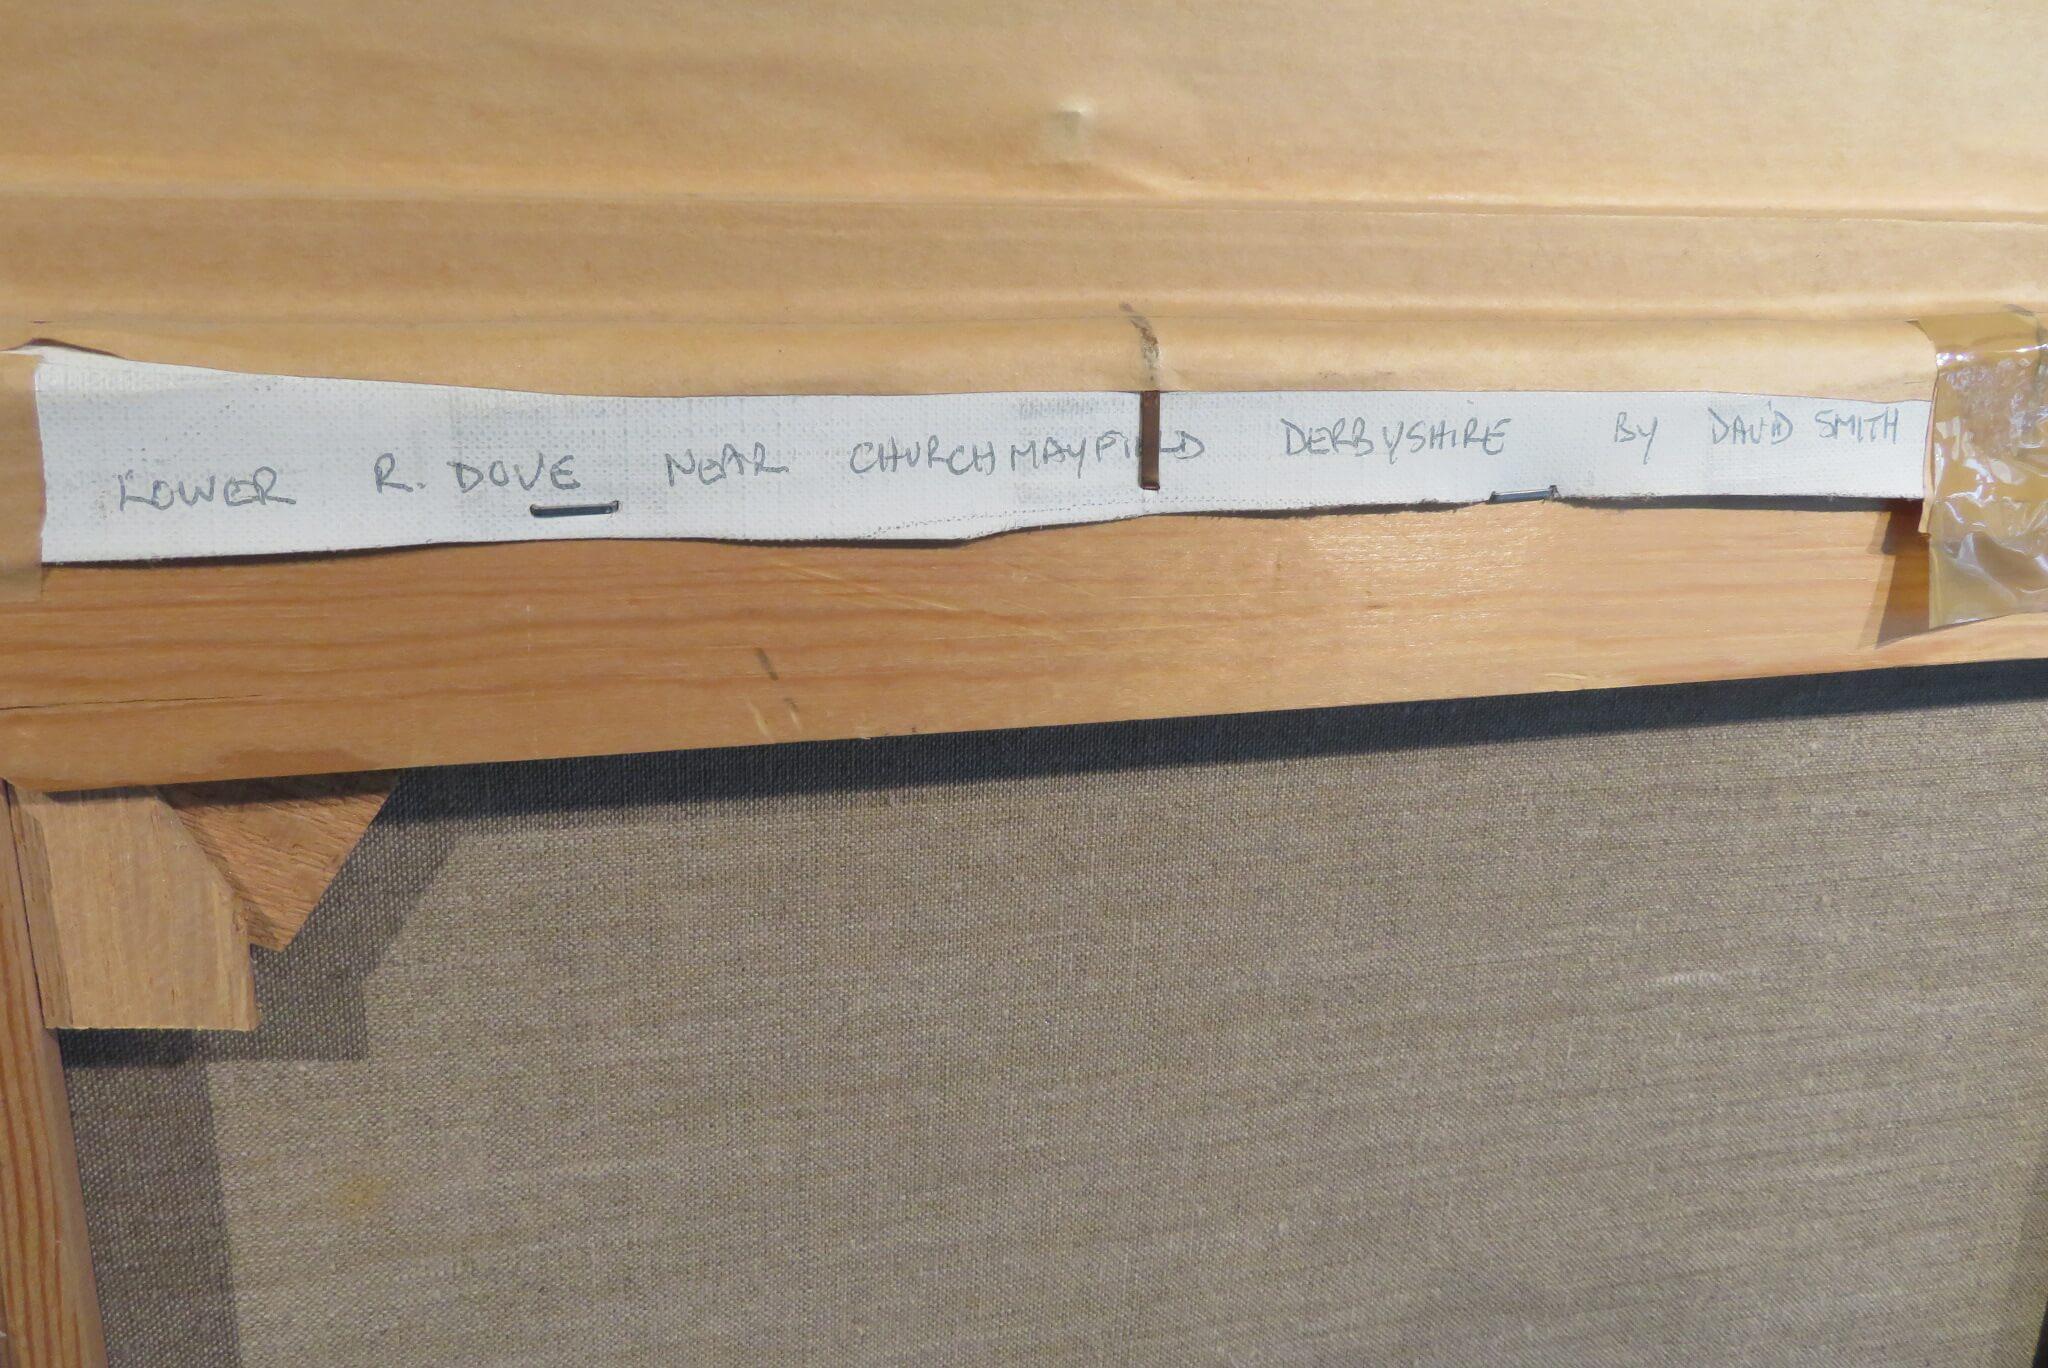 LOWER R. DOVE NEAR CHURCH MAYFIELD DERBYSHIRE BY DAVID SMITH